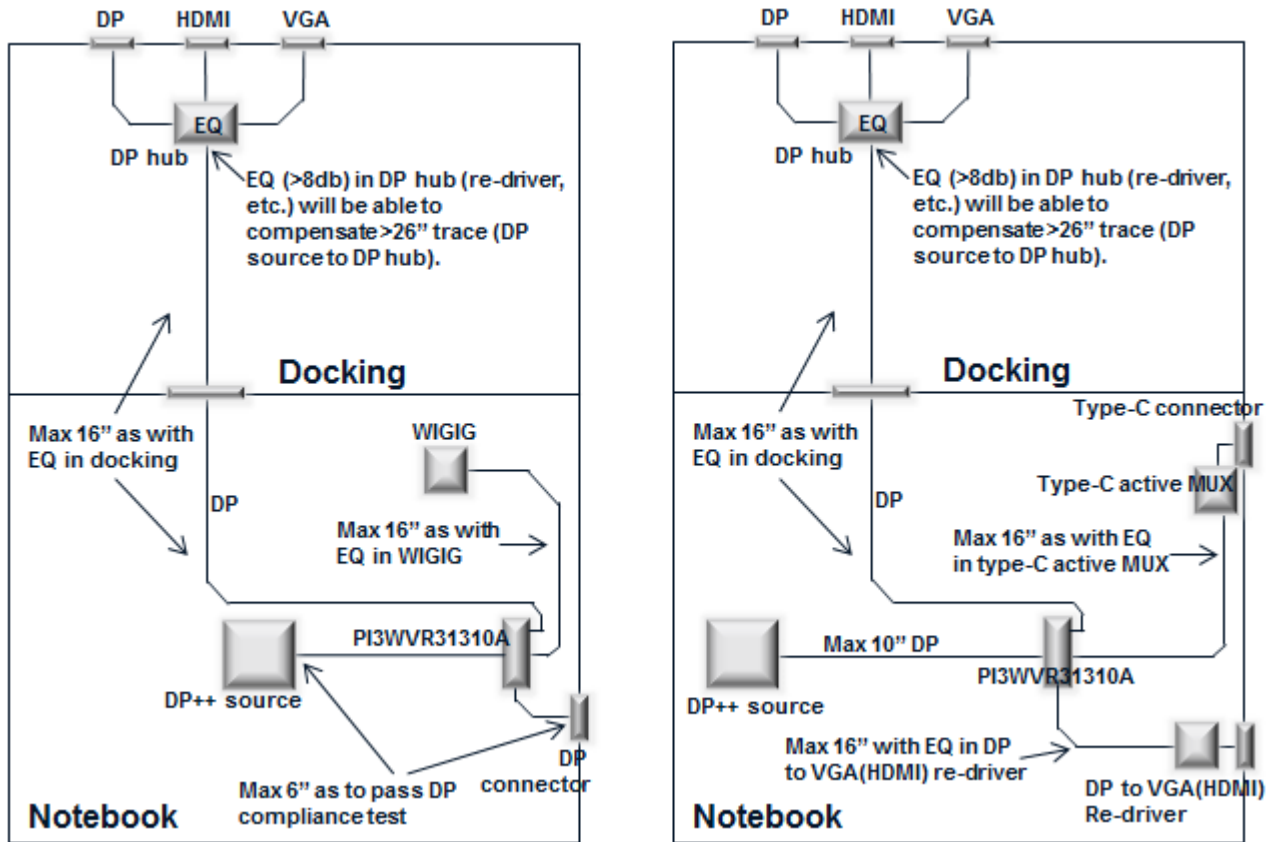 DP HDMI VGA
EQ
DP hub
EQ (>8db) in DP hub (re-driver,
etc.) will be able to
compensate>26” trace (DP
source to DP hub).
Docking
Max 16” as with
EQ in docking
WIGIG
DP
Max 16” as with
EQ in WIGIG
PI3WVR31310A
DP++ source
DP
connector
Max 6” as to pass DP
compliance test
Notebook
DP HDMI VGA
EQ
DP hub
EQ (>8db) in DP hub (re-driver,
etc.) will be able to
compensate>26” trace (DP
source to DP hub).
Docking
Type-C connector
Max 16” as with
EQ in docking
Type-C active MUX
DP
Max 16” as with EQ
in type-C active MUX
Max 10” DP
PI3WVR31310A
DP++ source
Max 16” with EQ in DP
to VGA(HDMI) re-driver
DP to VGA(HDMI)
Re-driver
Notebook